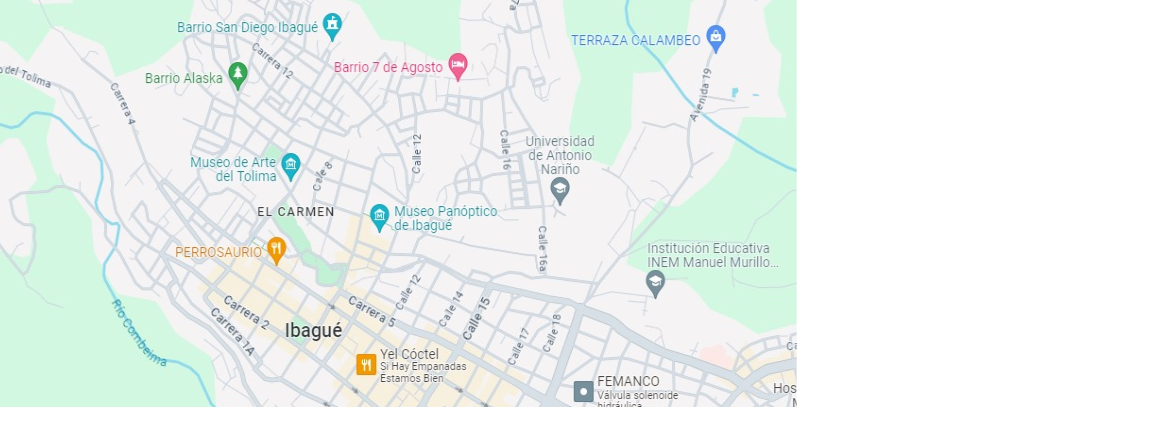 Barrio San Diego Ibagué
TERRAZA CALAMBEO
Carrera 12
Barrio 7 de Agosto
Barrio Alaska
del Tolima
Carrera 4
Avenida 19
Calle 12
Calle 16
Universidad
de Antonio
Nariño
Museo de Arte
del Tolima
Calle 8
EL CARMEN
Museo Panóptico
de Ibagué
PERROSAURIO
Calle 16a
Institución Educativa
INEM Manuel Murillo...
Calle 12
Calle 14
Calle 15
Carrera 2
Carrera 5
Carrera 1A
Río Combeima
Ibagué
Calle 17
Calle 18
Yel Cóctel
Si Hay Empanadas
Estamos Bien
FEMANCO
Válvula solenoide
hidráulica
Hos